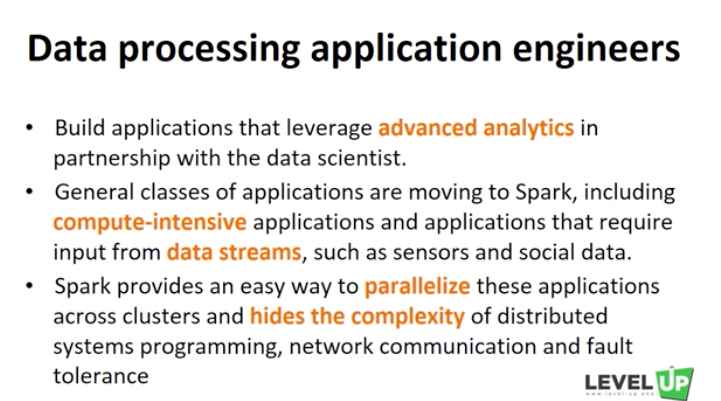 Data processing application engineers
• Build applications that leverage advanced analytics in
partnership with the data scientist.
• General classes of applications are moving to Spark, including
compute-intensive applications and applications that require
input from data streams, such as sensors and social data.
• Spark provides an easy way to parallelize these applications
across clusters and hides the complexity of distributed
systems programming, network communication and fault
tolerance
LEVEL UP
www.level-up.one